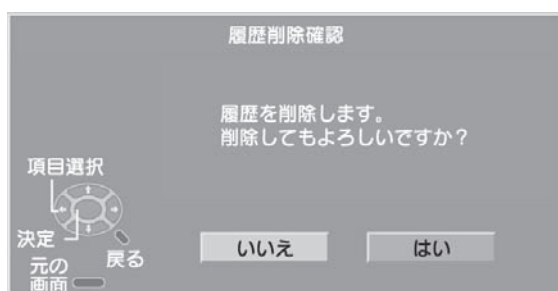 履歴削除確認
履歴を削除します。
削除してもよろしいですか？
項目選択
決定
戻る
元の
画面
いいえ
はい